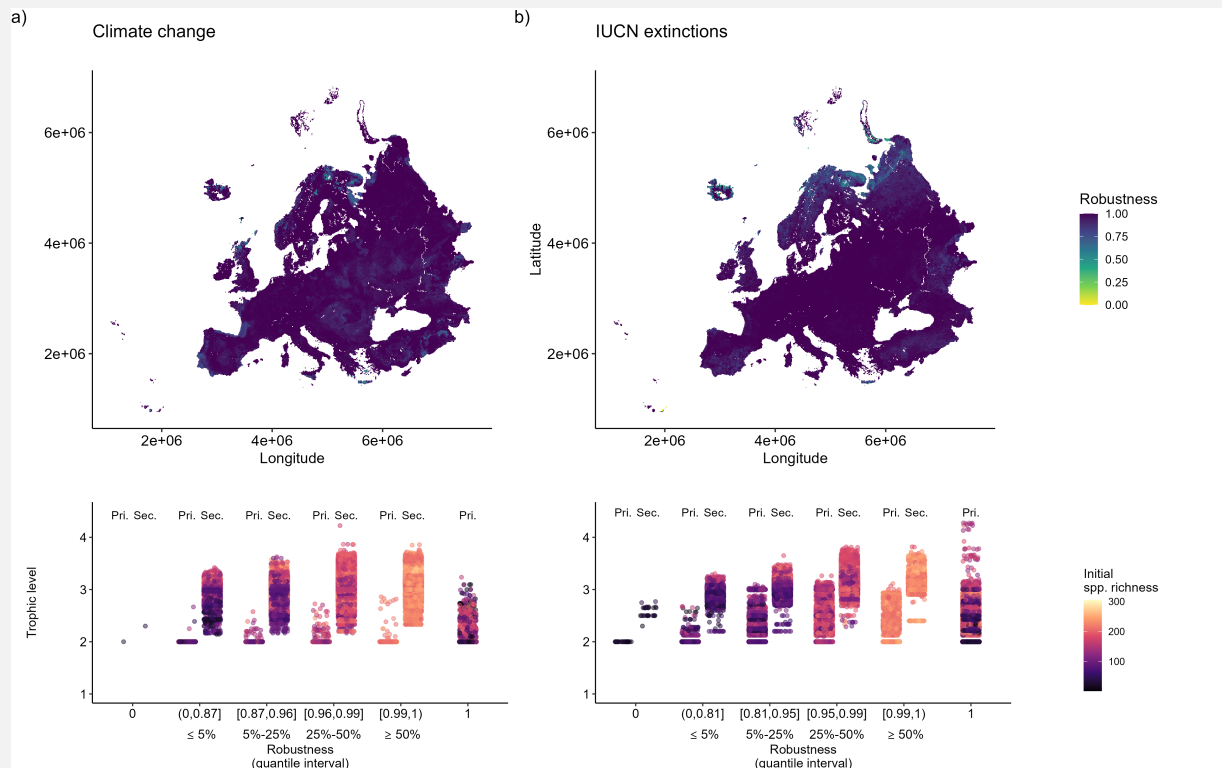 a)
b)
Climate change
IUCN extinctions
6e+06
4e+06
2e+06
2e+06
4e+06
6e+06
Longitude
Latitude
6e+06
4e+06
2e+06
2e+06
4e+06
6e+06
Longitude
Robustness
1.00
0.75
0.50
0.25
0.00
Trophic level
4
3
2
1
Pri. Sec.
Pri. Sec.
Pri. Sec.
Pri. Sec.
Pri. Sec.
Pri.
0
(0,0.87]
[0.87,0.96]
[0.96,0.99]
[0.99,1)
1
≤ 5%
5%-25%
25%-50%
≥ 50%
Robustness
(quantile interval)
4
3
2
1
Pri. Sec.
Pri. Sec.
Pri. Sec.
Pri. Sec.
Pri. Sec.
Pri.
0
(0,0.81]
[0.81,0.95]
[0.95,0.99]
[0.99,1)
1
≤ 5%
5%-25%
25%-50%
≥ 50%
Robustness
(quantile interval)
Initial
spp. richness
300
200
100